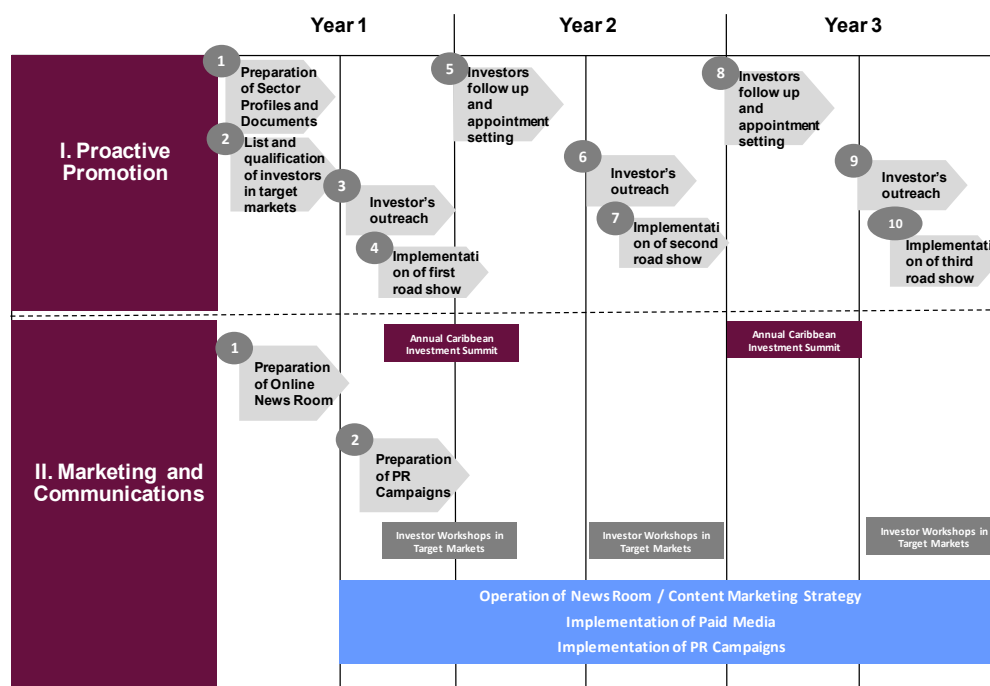 Year 1
Year 2
Year 3
I. Proactive
Promotion
1
Preparation
of Sector
Profiles and
Documents
2
List and
qualification
of investors
in target
markets
3
Investor's
outreach
4
Implementati
on of first
road show
5
Investors
follow up
and
appointment
setting
6
Investor's
outreach
7
Implementati
on of second
road show
8
Investors
follow up
and
appointment
setting
9
Investor's
outreach
10
Implementati
on of third
road show
II. Marketing and
Communications
1
Preparation
of Online
News Room
Annual Caribbean
Investment Summit
Annual Caribbean
Investment Summit
2
Preparation
of PR
Campaigns
Investor Workshops in
Target Markets
Investor Workshops in
Target Markets
Investor Workshops in
Target Markets
Operation of News Room / Content Marketing Strategy
Implementation of Paid Media
Implementation of PR Campaigns